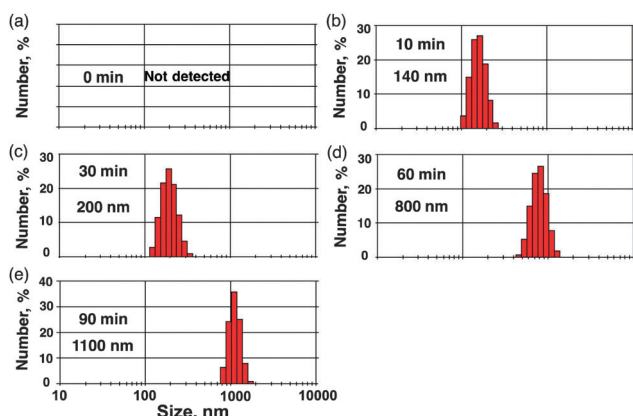 (a)
Number, %
0 min
Not detected
(b)
30
20
10
0
Number, %
10 min
140 nm
(c)
30
20
10
0
Number, %
30 min
200 nm
(d)
30
20
10
0
Number, %
60 min
800 nm
(e)
40
30
20
10
0
Number, %
90 min
1100 nm
10 100 1000 10000
Size, nm